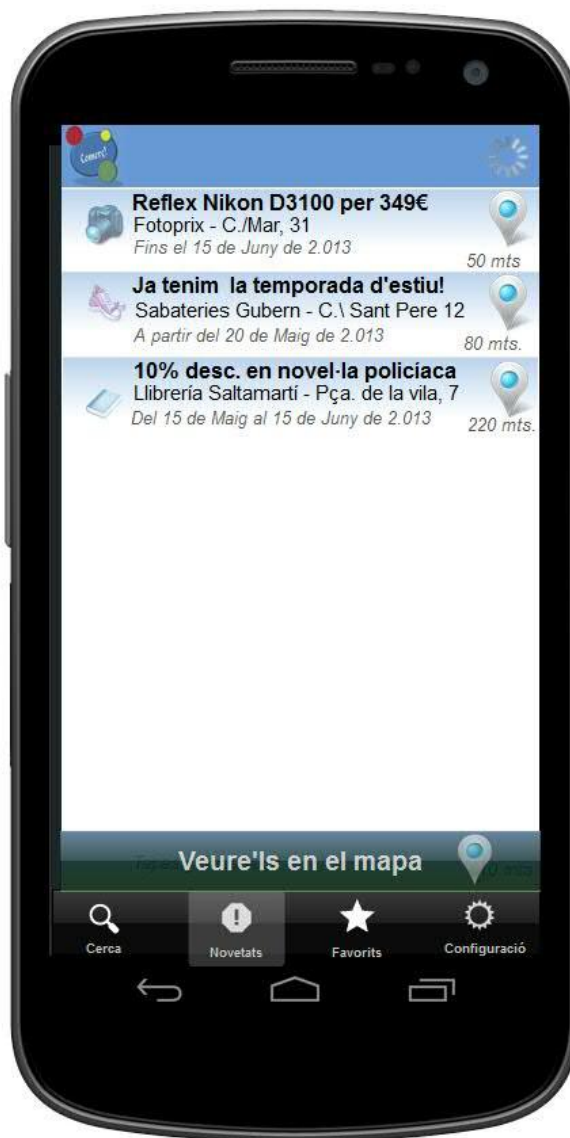 Comerç!
Reflex Nikon D3100 per 349€
Fotoprix - C./Mar, 31
Fins el 15 de Juny de 2.013
50 mts
Ja tenim la temporada d'estiu!
Sabateries Gubern - C.\ Sant Pere 12
A partir del 20 de Maig de 2.013
80 mts.
10% desc. en novel·la policíaca
Llibrería Saltamartí - Pça. de la vila, 7
Del 15 de Maig al 15 de Juny de 2.013
220 mts.
Veure'ls en el mapa
Cerca
Novetats
Favorits
Configuració